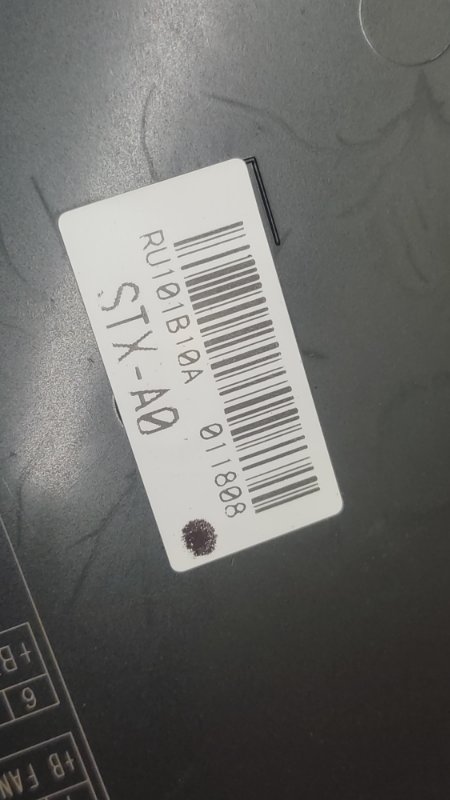 RU101B10A 011808
STX-A0
+B
6
+B FAN